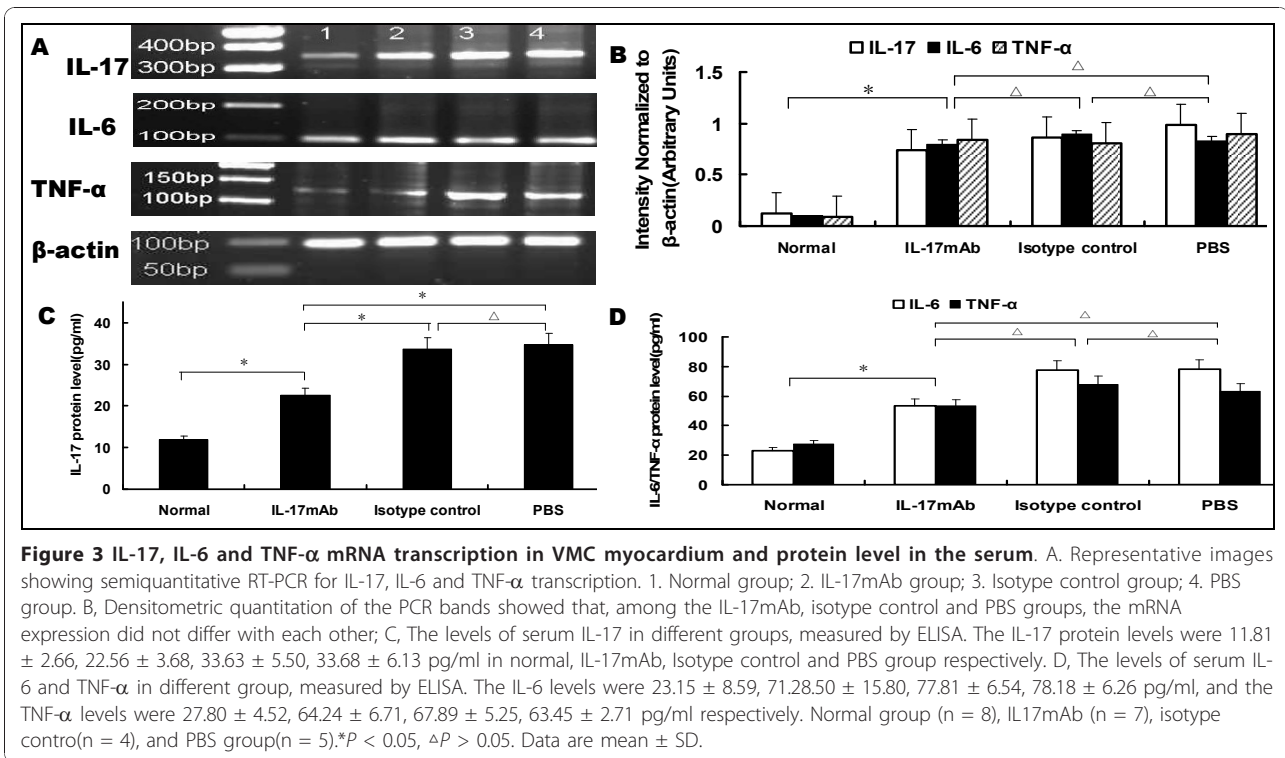 A
1 2 3 4
400bp
IL-17
300bp
200bp
IL-6
100bp
150bp
TNF-α
100bp
β-actin
100bp
50bp
B
IL-17 IL-6 TNF-α
Intensity Normalized to
β-actin(Arbitrary Units)
1.5
1
0.5
0
* △ △ △
Normal IL-17mAb Isotype control PBS
C
IL-17 protein level(pg/ml)
40
30
20
10
0
* * * △
Normal IL-17mAb Isotype control PBS
D
IL-6 TNF-α
IL-6/TNF-α protein level(pg/ml)
100
80
60
40
20
0
* △ △ △
Normal IL-17mAb Isotype control PBS
Figure 3 IL-17, IL-6 and TNF-α mRNA transcription in VMC myocardium and protein level in the serum. A. Representative images
showing semiquantitative RT-PCR for IL-17, IL-6 and TNF-α transcription. 1. Normal group; 2. IL-17mAb group; 3. Isotype control group; 4. PBS
group. B, Densitometric quantitation of the PCR bands showed that, among the IL-17mAb, isotype control and PBS groups, the mRNA
expression did not differ with each other; C, The levels of serum IL-17 in different groups, measured by ELISA. The IL-17 protein levels were 11.81
± 2.66, 22.56 ± 3.68, 33.63 ± 5.50, 33.68 ± 6.13 pg/ml in normal, IL-17mAb, Isotype control and PBS group respectively. D, The levels of serum IL-
6 and TNF-α in different group, measured by ELISA. The IL-6 levels were 23.15 ± 8.59, 71.28.50 ± 15.80, 77.81 ± 6.54, 78.18 ± 6.26 pg/ml, and the
TNF-α levels were 27.80 ± 4.52, 64.24 ± 6.71, 67.89 ± 5.25, 63.45 ± 2.71 pg/ml respectively. Normal group (n = 8), IL17mAb (n = 7), isotype
contro(n = 4), and PBS group(n = 5).*P < 0.05, △P > 0.05. Data are mean ± SD.